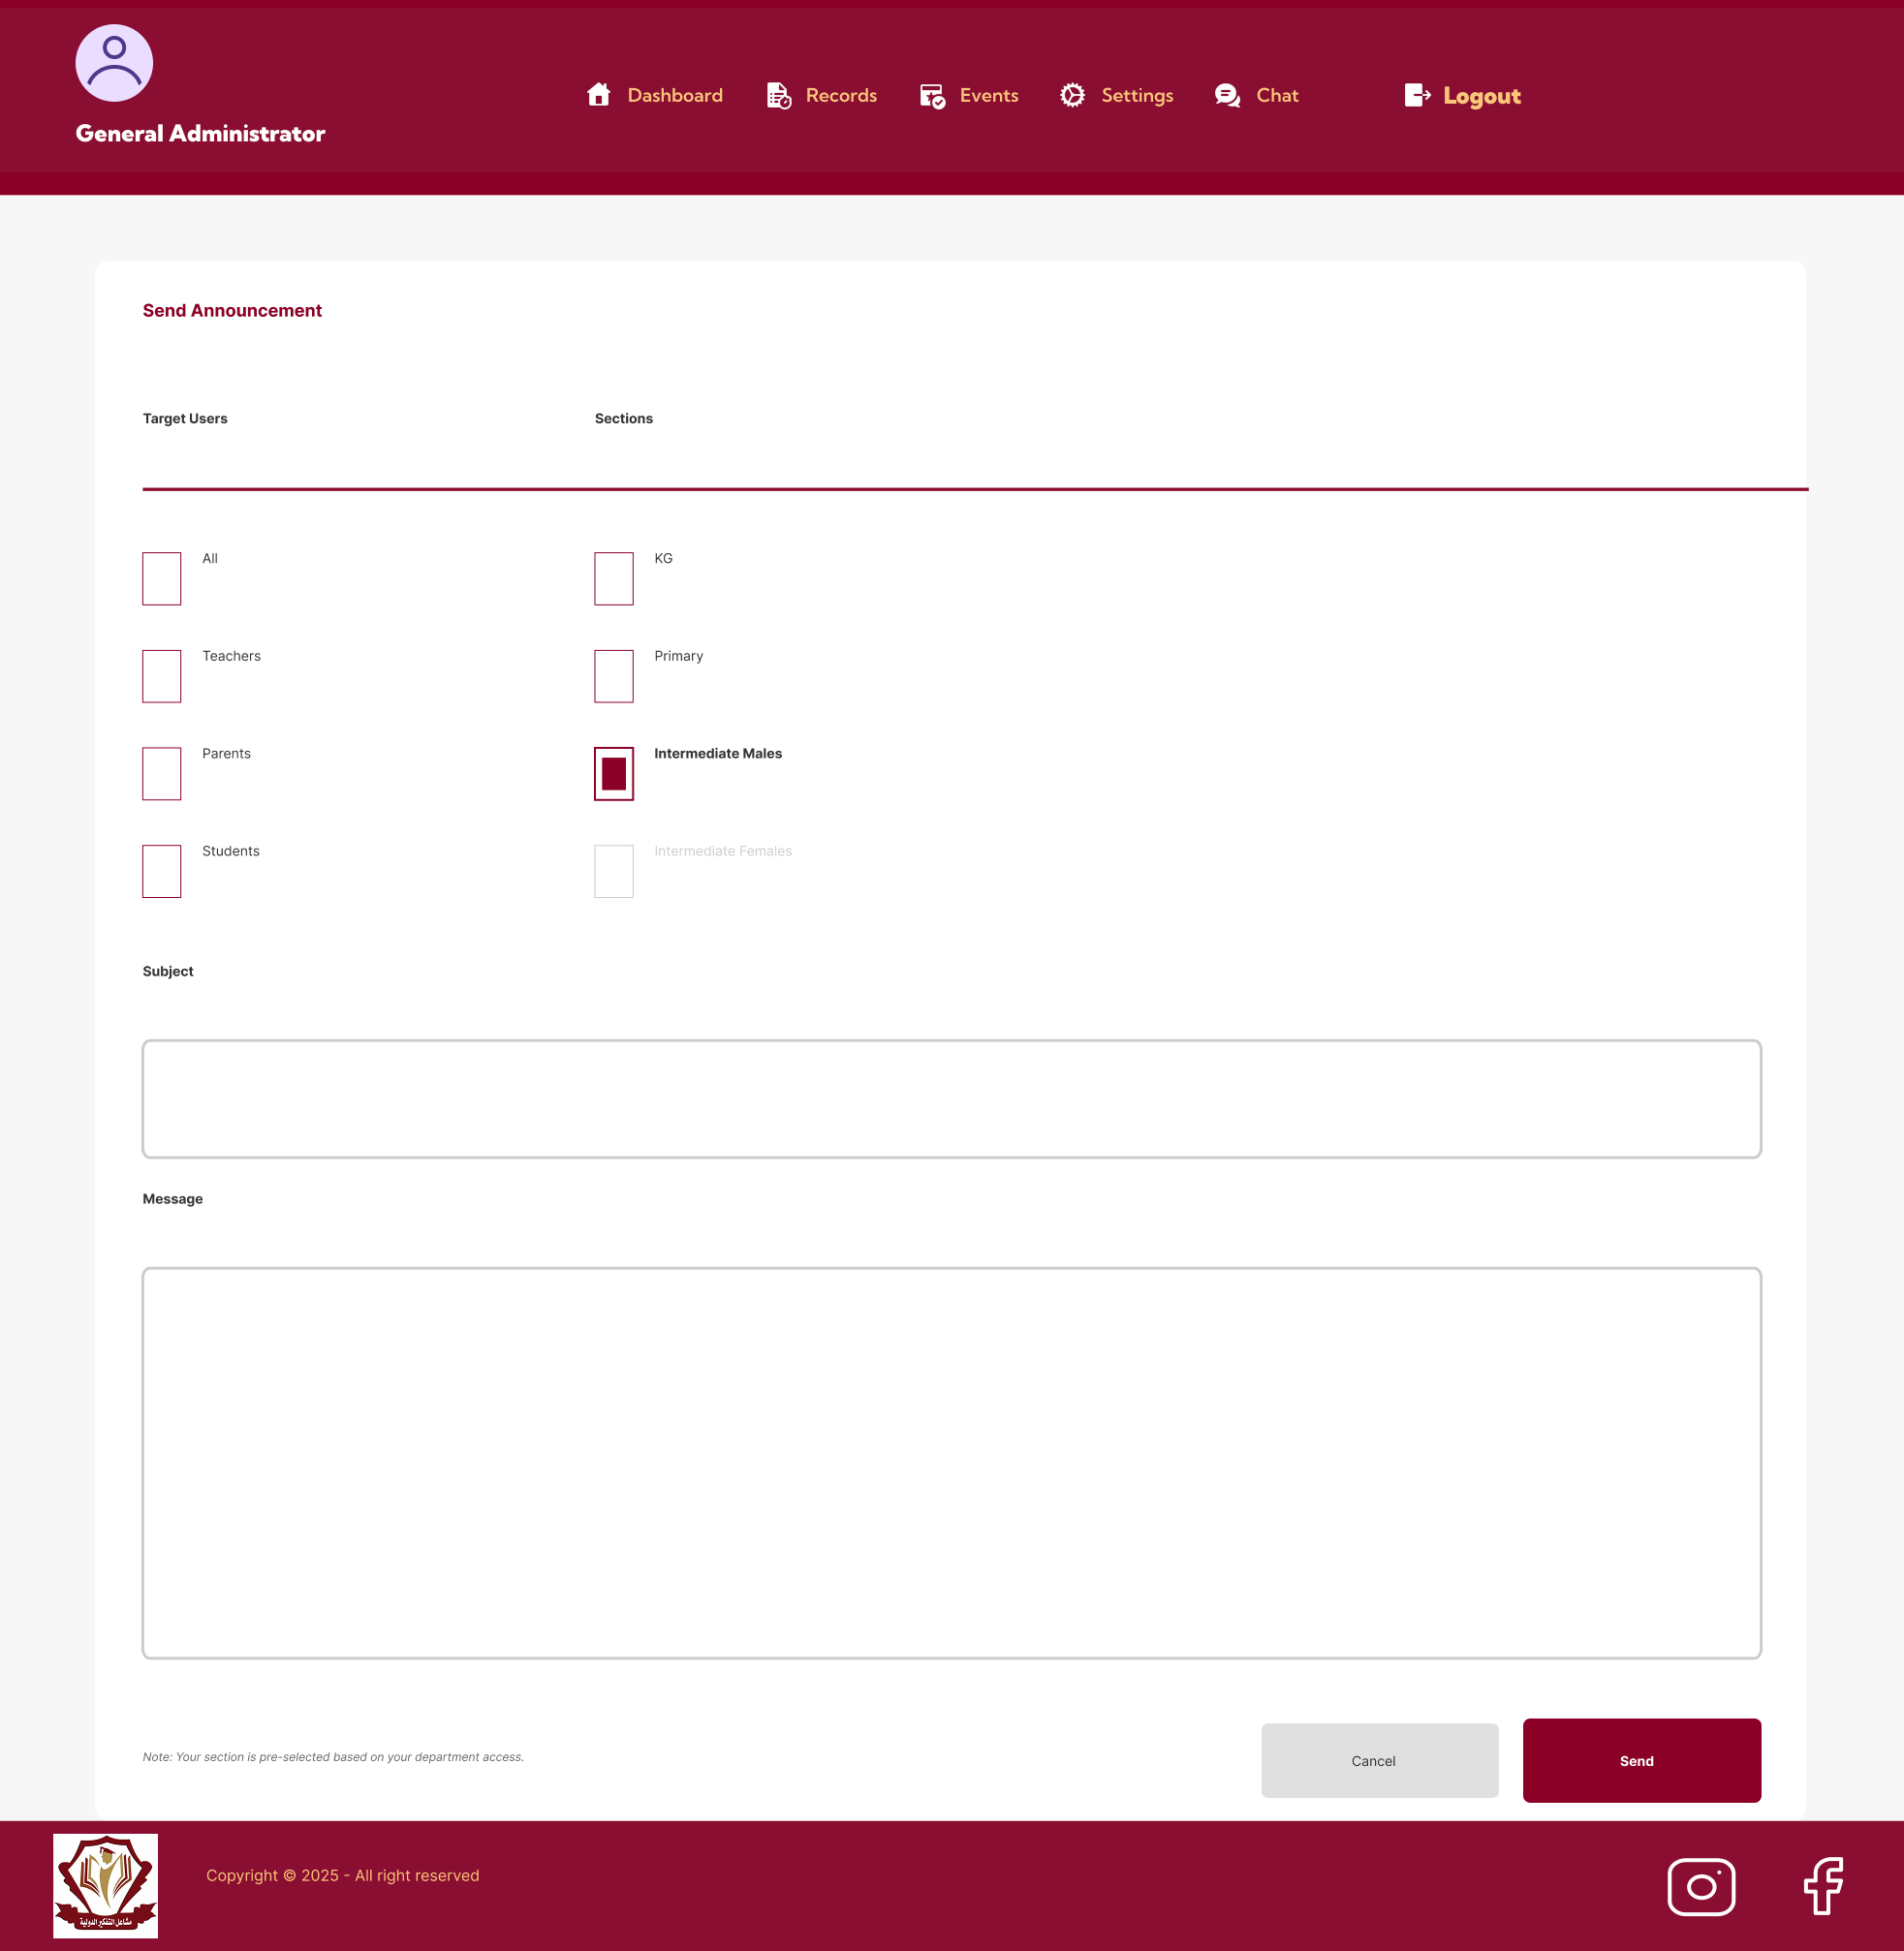 General Administrator
Dashboard
Records
Events
Settings
Chat
Logout
Send Announcement
Target Users
Sections
All
KG
Teachers
Primary
Parents
Intermediate Males
Students
Intermediate Females
Subject
Message
Note: Your section is pre-selected based on your department access.
Cancel
Send
مشاعل التفكير الدولية
Copyright © 2025 - All right reserved